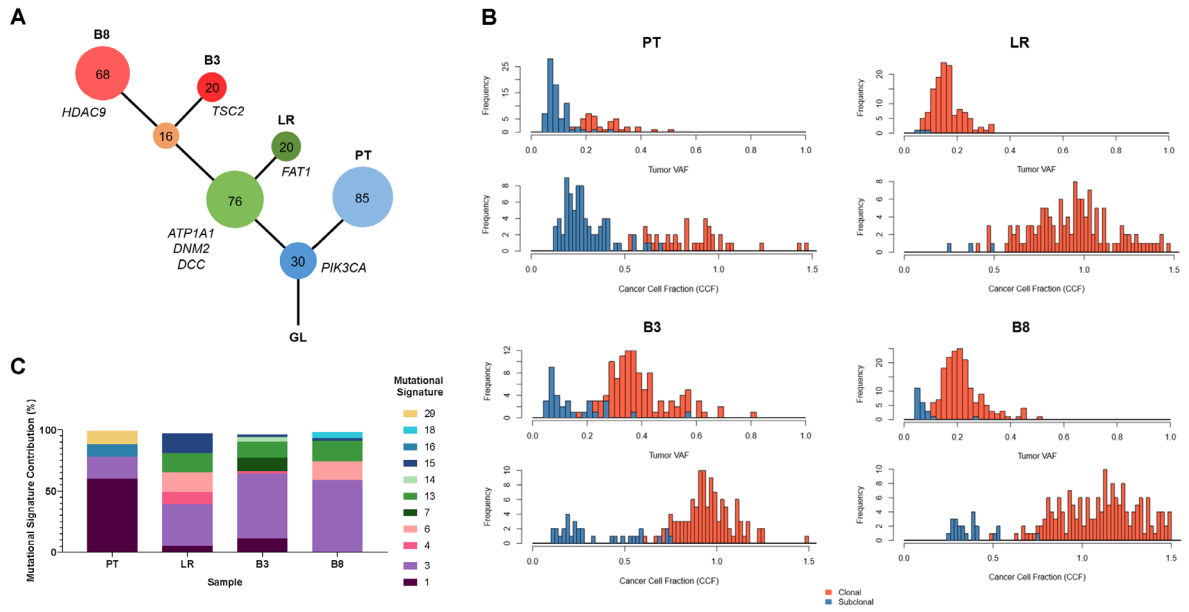 A
B8
68
HDAC9
B3
20
TSC2
16
LR
20
FAT1
PT
85
76
ATP1A1
DNM2
DCC
30
PIK3CA
GL
B
PT
Frequency
0 5 15 25
0.0 0.2 0.4 0.6 0.8 1.0
Tumor VAF
Frequency
0 2 4 6 8
0.0 0.5 1.0 1.5
Cancer Cell Fraction (CCF)
LR
Frequency
0 5 10 20
0.0 0.2 0.4 0.6 0.8 1.0
Tumor VAF
Frequency
0 2 4 6 8
0.0 0.5 1.0 1.5
Cancer Cell Fraction (CCF)
B3
Frequency
0 2 4 6 8 12
0.0 0.2 0.4 0.6 0.8 1.0
Tumor VAF
Frequency
0 2 4 6 8 10
0.0 0.5 1.0 1.5
Cancer Cell Fraction (CCF)
B8
Frequency
0 5 10 20
0.0 0.2 0.4 0.6 0.8 1.0
Tumor VAF
Frequency
0 2 4 6 8 10
0.0 0.5 1.0 1.5
Cancer Cell Fraction (CCF)
Clonal
Subclonal
C
Mutational Signature Contribution (%)
100
50
0
PT LR B3 B8
Sample
Mutational
Signature
29
18
16
15
14
13
7
6
4
3
1